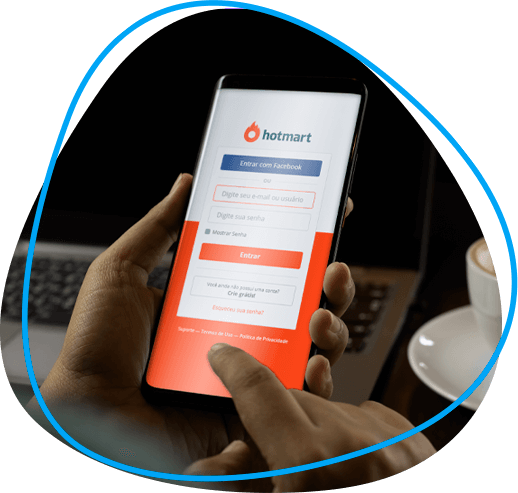 hotmart
Entrar com Facebook
ou
Digite seu e-mail ou usuário
Digite sua senha
Mostrar Senha
Entrar
Você ainda não possui uma conta?
Crie grátis!
Esqueceu sua senha?
Suporte — Termos de Uso — Política de Privacidade